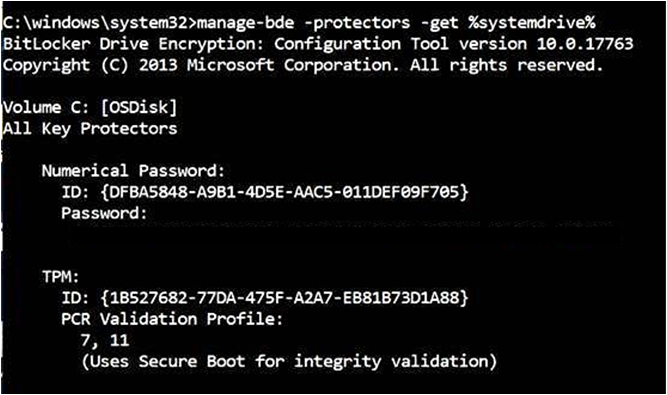 C:\windows\system32>manage-bde -protectors -get %systemdrive%
BitLocker Drive Encryption: Configuration Tool version 10.0.17763
Copyright (C) 2013 Microsoft Corporation. All rights reserved.
Volume C: [OSDisk]
All Key Protectors
Numerical Password:
ID: {DFBA5848-A9B1-4D5E-AAC5-011DEF09F705}
Password:
TPM:
ID: {1B527682-77DA-475F-A2A7-EB81B73D1A88}
PCR Validation Profile:
7, 11
(Uses Secure Boot for integrity validation)